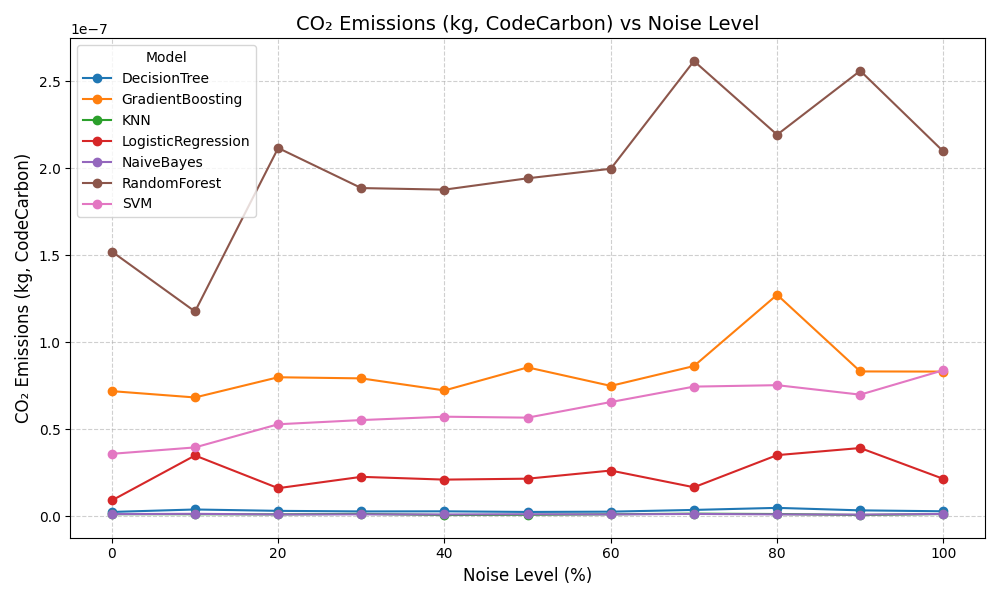 CO₂ Emissions (kg, CodeCarbon) vs Noise Level
1e−7
Model
DecisionTree
GradientBoosting
KNN
LogisticRegression
NaiveBayes
RandomForest
SVM
CO₂ Emissions (kg, CodeCarbon)
2.5
2.0
1.5
1.0
0.5
0.0
0 20 40 60 80 100
Noise Level (%)